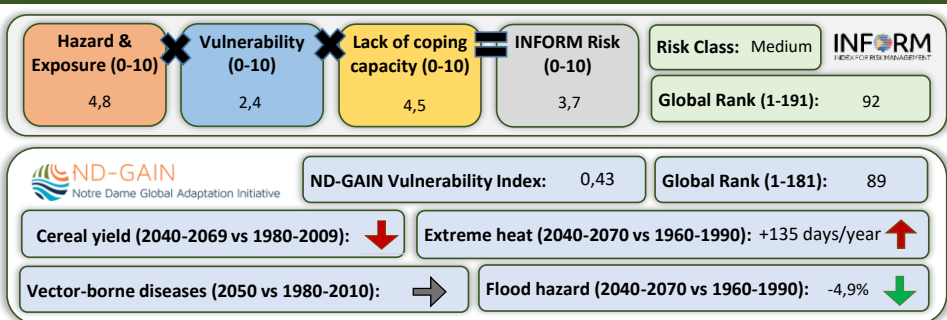 Hazard &
Exposure (0-10)
4,8
Vulnerability
(0-10)
2,4
Lack of coping
capacity (0-10)
4,5
INFORM Risk
(0-10)
3,7
Risk Class: Medium
INFORM
INDEX FOR RISK MANAGEMENT
Global Rank (1-191): 92
ND-GAIN
Notre Dame Global Adaptation Initiative
ND-GAIN Vulnerability Index: 0,43
Global Rank (1-181): 89
Cereal yield (2040-2069 vs 1980-2009):
Extreme heat (2040-2070 vs 1960-1990): +135 days/year
Vector-borne diseases (2050 vs 1980-2010):
Flood hazard (2040-2070 vs 1960-1990): -4,9%